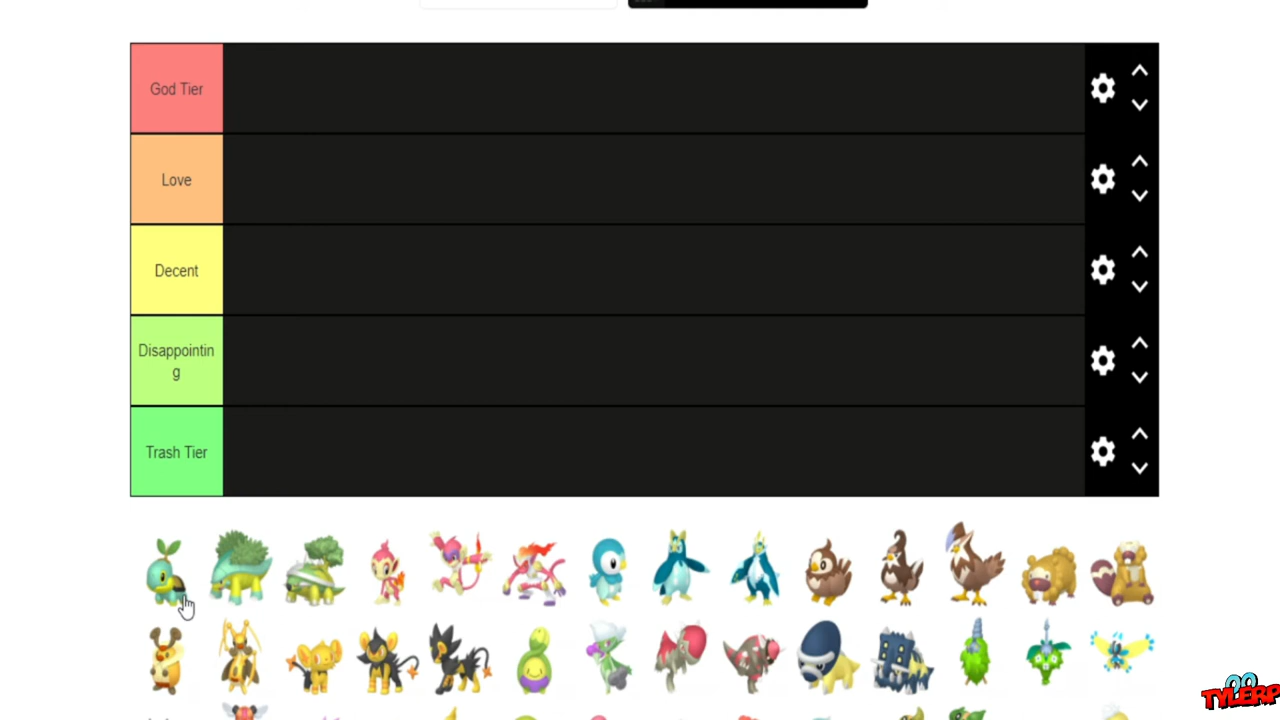 God Tier
Love
Decent
Disappointin
g
Trash Tier
TYLERP